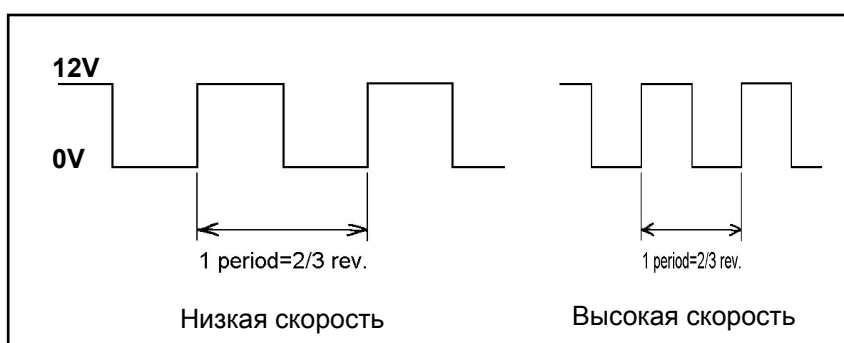 12V
0V
1 period=2/3 rev.
1 period=2/3 rev.
Низкая скорость
Высокая скорость